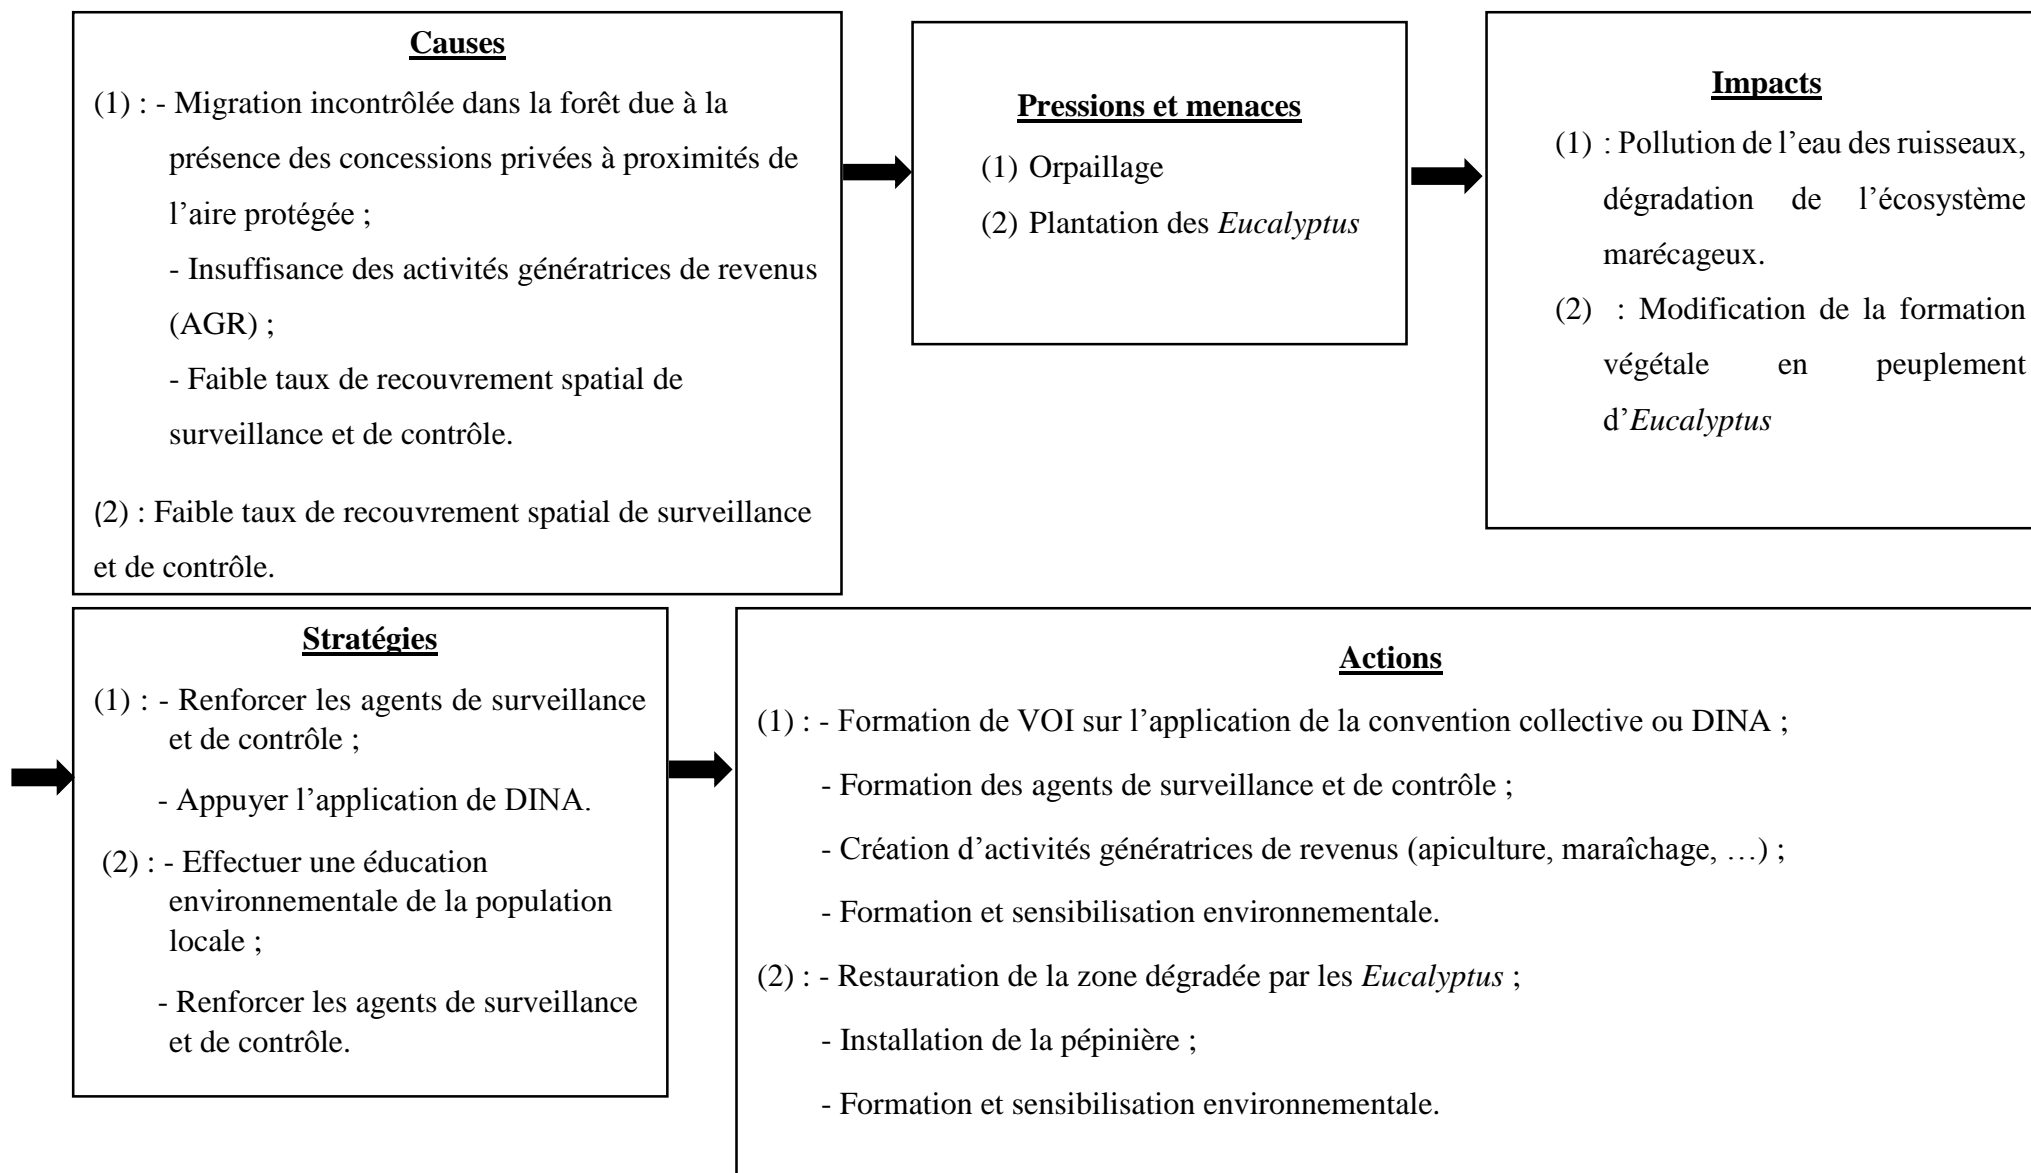 Causes
(1) : - Migration incontrôlée dans la forêt due à la
présence des concessions privées à proximités de
l’aire protégée ;
- Insuffisance des activités génératrices de revenus
(AGR) ;
- Faible taux de recouvrement spatial de
surveillance et de contrôle.
(2) : Faible taux de recouvrement spatial de surveillance
et de contrôle.
Pressions et menaces
(1) Orpaillage
(2) Plantation des Eucalyptus
Impacts
(1) : Pollution de l’eau des ruisseaux,
dégradation de l’écosystème
marécageux.
(2) : Modification de la formation
végétale en peuplement
d’Eucalyptus
Stratégies
(1) : - Renforcer les agents de surveillance
et de contrôle ;
- Appuyer l’application de DINA.
(2) : - Effectuer une éducation
environnementale de la population
locale ;
- Renforcer les agents de surveillance
et de contrôle.
Actions
(1) : - Formation de VOI sur l’application de la convention collective ou DINA ;
- Formation des agents de surveillance et de contrôle ;
- Création d’activités génératrices de revenus (apiculture, maraîchage, …) ;
- Formation et sensibilisation environnementale.
(2) : - Restauration de la zone dégradée par les Eucalyptus ;
- Installation de la pépinière ;
- Formation et sensibilisation environnementale.